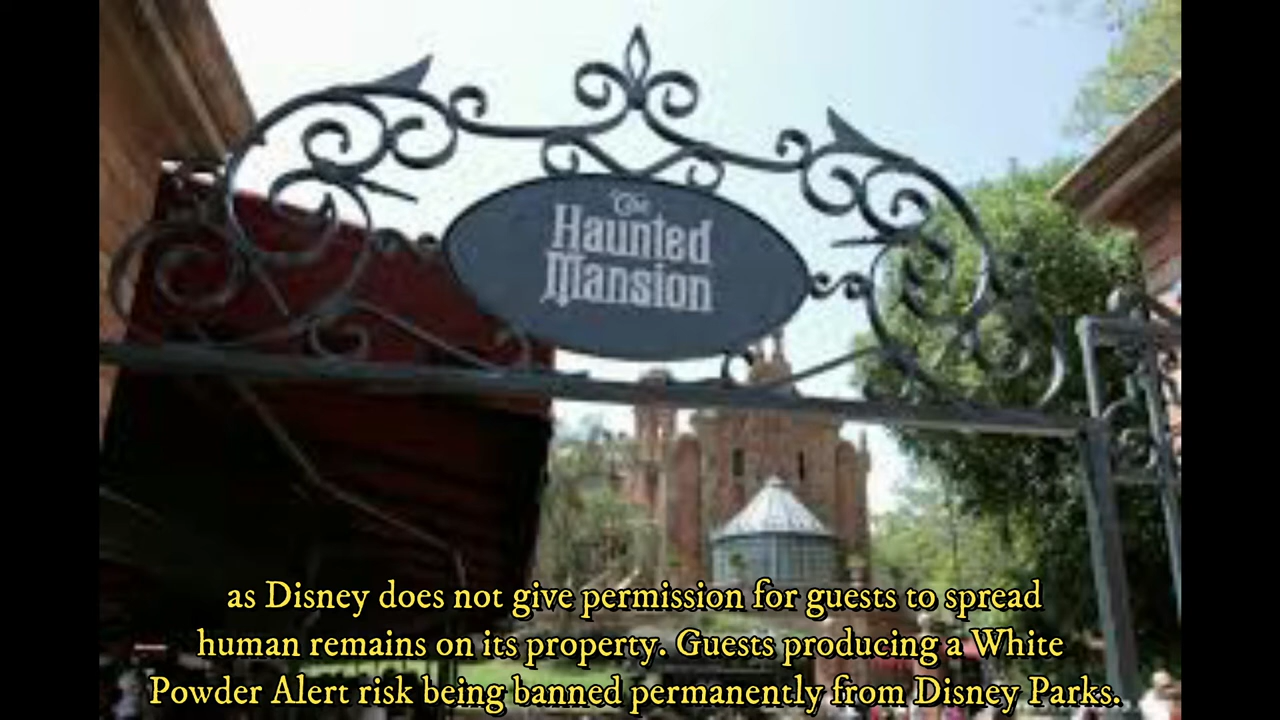 The
Haunted
Mansion
as Disney does not give permission for guests to spread
human remains on its property. Guests producing a White
Powder Alert risk being banned permanently from Disney Parks.